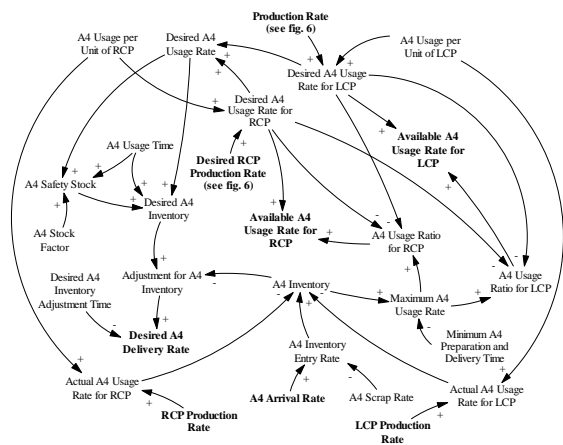 Production Rate
(see fig. 6)
A4 Usage per
Unit of RCP
Desired A4
Usage Rate
A4 Usage per
Unit of LCP
Desired A4 Usage
Rate for LCP
Desired A4
Usage Rate for
RCP
Available A4
Usage Rate for
LCP
A4 Usage Time
Desired RCP
Production Rate
(see fig. 6)
A4 Safety Stock
Desired A4
Inventory
Available A4
Usage Rate for
RCP
A4 Usage Ratio
for RCP
A4 Stock
Factor
Desired A4
Inventory
Adjustment Time
Adjustment for A4
Inventory
A4 Inventory
Maximum A4
Usage Rate
A4 Usage
Ratio for LCP
Desired A4
Delivery Rate
A4 Inventory
Entry Rate
Minimum A4
Preparation and
Delivery Time
Actual A4 Usage
Rate for RCP
A4 Arrival Rate
A4 Scrap Rate
Actual A4 Usage
Rate for LCP
RCP Production
Rate
LCP Production
Rate